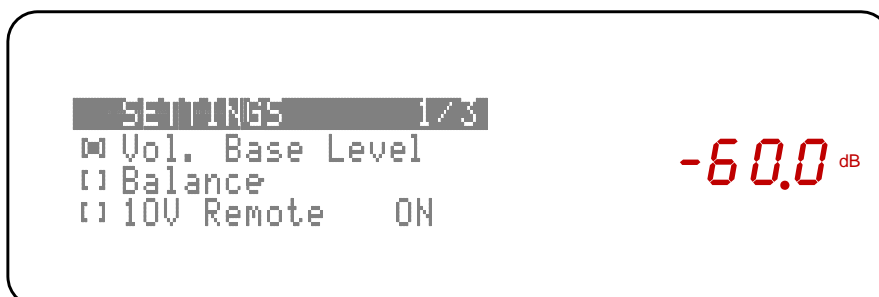 SETTINGS 1/3
[■] Vol. Base Level
[ ] Balance
[ ] 10V Remote ON
-60.0 dB